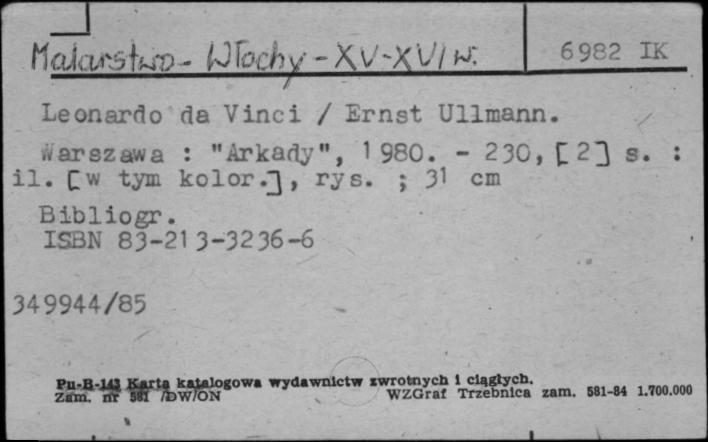 Malarstwo - Włochy - XV-XVI w.
6982 IK
Leonardo da Vinci / Ernst Ullmann.
Warszawa : "Arkady", 1980. - 230, [2] s. :
il. [w tym kolor.], rys. ; 31 cm
Bibliogr.
ISBN 83-213-3236-6
349944/85
Pu-B-143 Karta katalogowa wydawnictw zwrotnych i ciągłych.
Zam. nr 581 /DW/ON WZGraf Trzebnica zam. 581-84 1.700.000